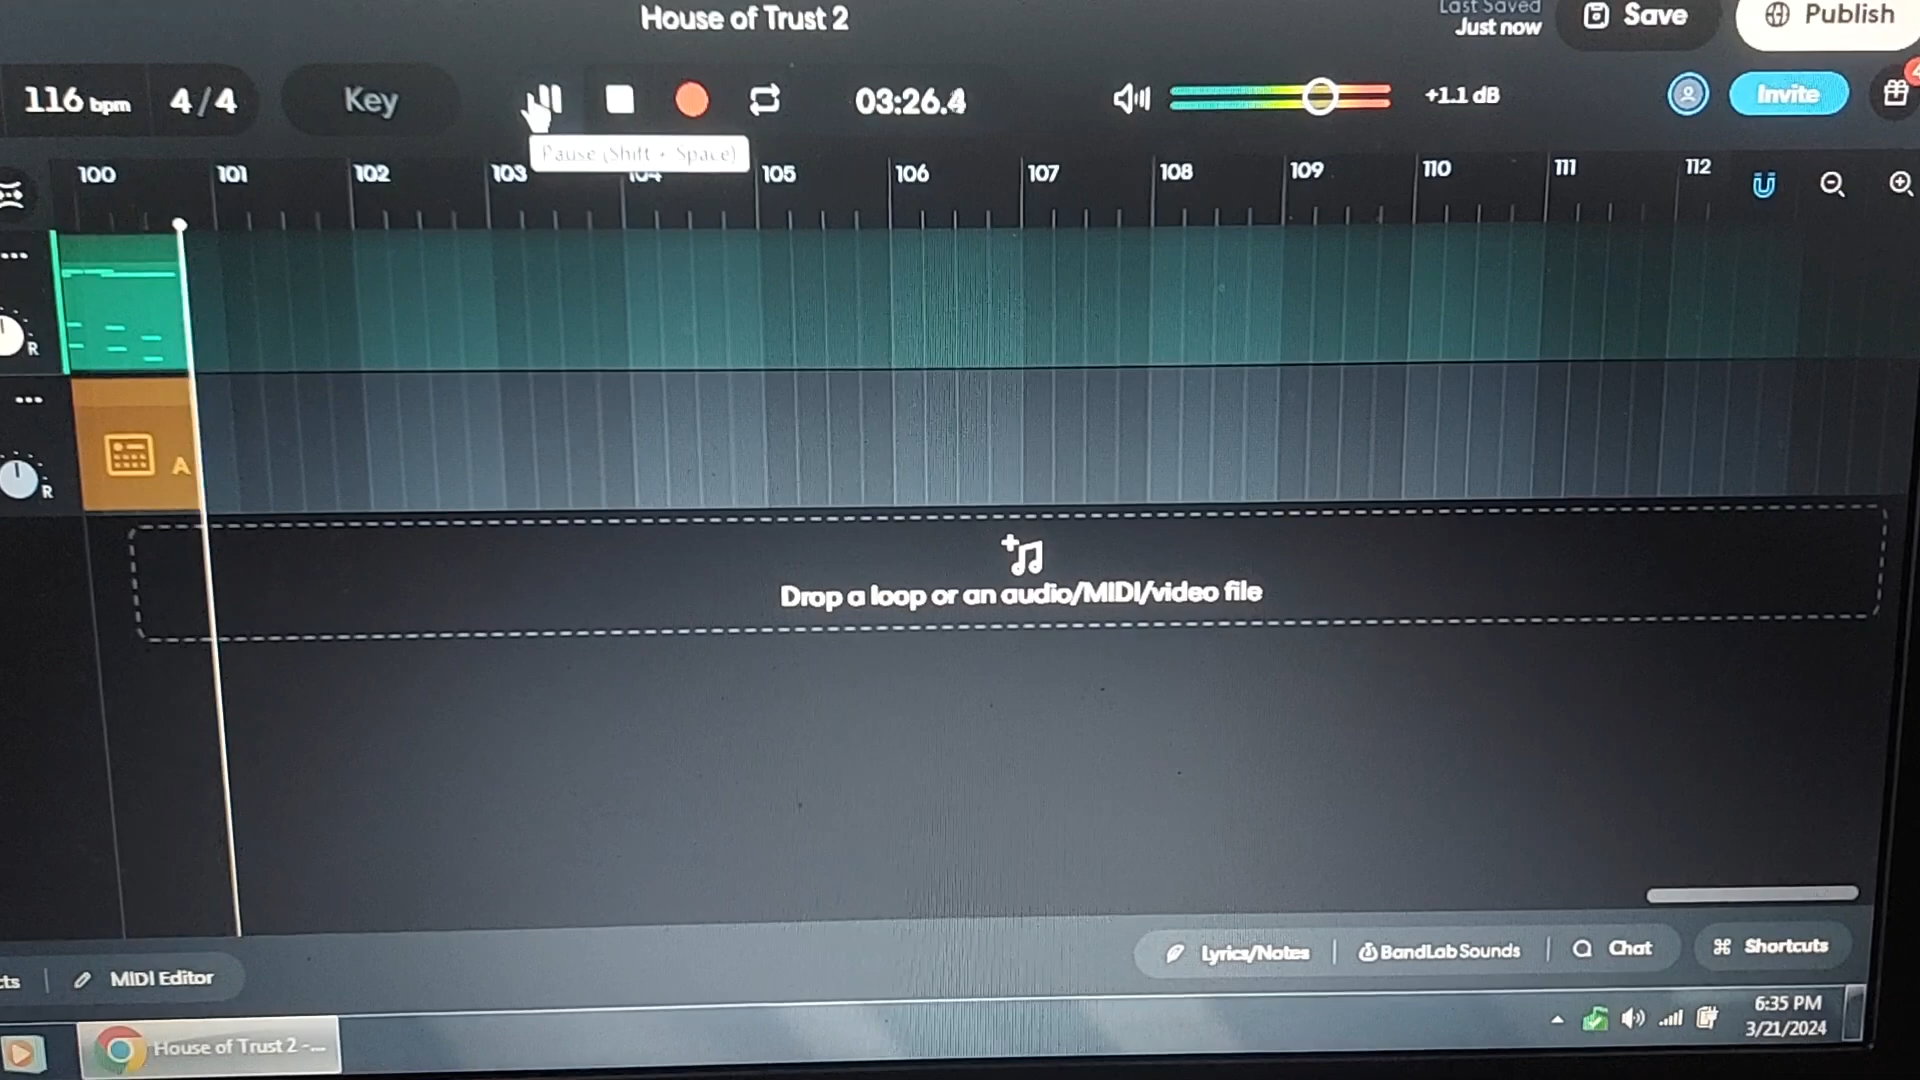 House of Trust 2
Last Saved
Just now
Save
Publish
116 bpm
4/4
Key
03:26.4
+1.1 dB
Invite
4
Pause (Shift + Space)
100
101
102
103
104
105
106
107
108
109
110
111
112
R
A
R
Drop a loop or an audio/MIDI/video file
Lyrics/Notes
BandLab Sounds
Chat
Shortcuts
cts
MIDI Editor
6:35 PM
House of Trust 2 -...
3/21/2024